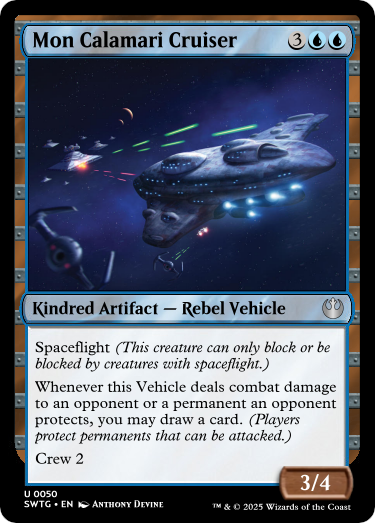 Mon Calamari Cruiser 3
Kindred Artifact — Rebel Vehicle
Spaceflight (This creature can only block or be
blocked by creatures with spaceflight.)
Whenever this Vehicle deals combat damage
to an opponent or a permanent an opponent
protects, you may draw a card. (Players
protect permanents that can be attacked.)
Crew 2
3/4
U 0050
SWTG • EN Anthony Devine
™ & © 2025 Wizards of the Coast